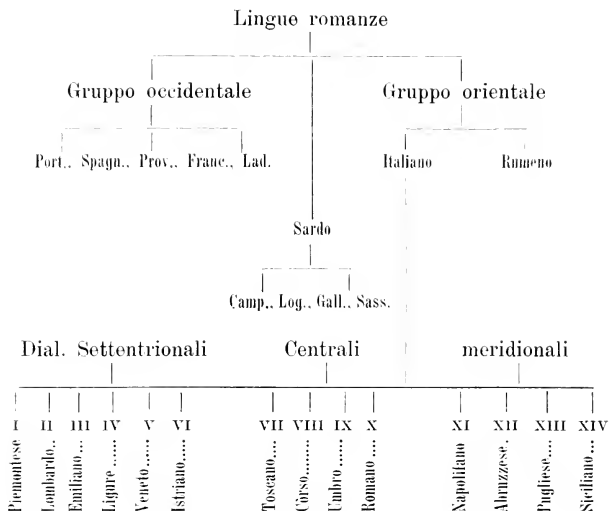 Lingue romanze
Gruppo occidentale Gruppo orientale
Port., Spagn., Prov., Franc., Lad. Italiano Rumeno
Sardo
Camp., Log., Gall., Sass.
Dial. Settentrionali Centrali meridionali
I II III IV V VI VII VIII IX X XI XII XIII XIV
Piemontese
Lombardo..
Emiliano....
Ligure......
Veneto......
Istriano.....
Toscano....
Còrso........
Umbro......
Romano ...
Napolitano
Abruzzese.
Pugliese....
Siciliano...